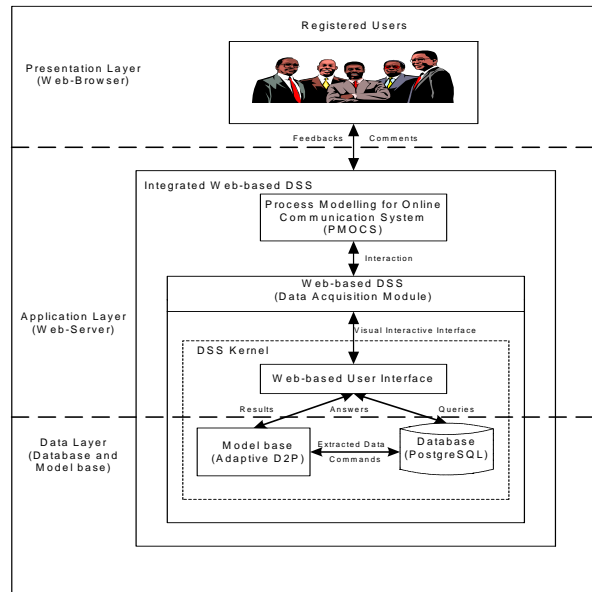 Registered Users
Presentation Layer
(Web-Browser)
Feedbacks Comments
Integrated Web-based DSS
Process Modelling for Online
Communication System
(PMOCS)
Interaction
Web-based DSS
(Data Acquisition Module)
Application Layer
(Web-Server)
Visual Interactive Interface
DSS Kernel
Web-based User Interface
Results Answers Queries
Data Layer
(Database and
Model base)
Model base
(Adaptive D2P)
Extracted Data
Commands
Database
(PostgreSQL)